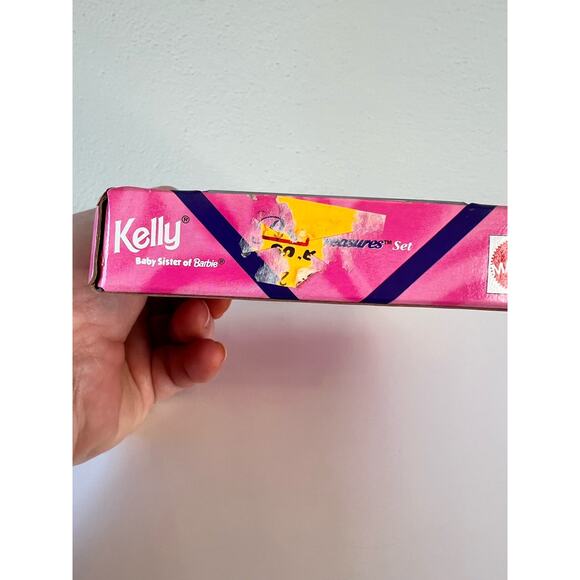 Kelly®
Baby Sister of Barbie®
easures™ Set